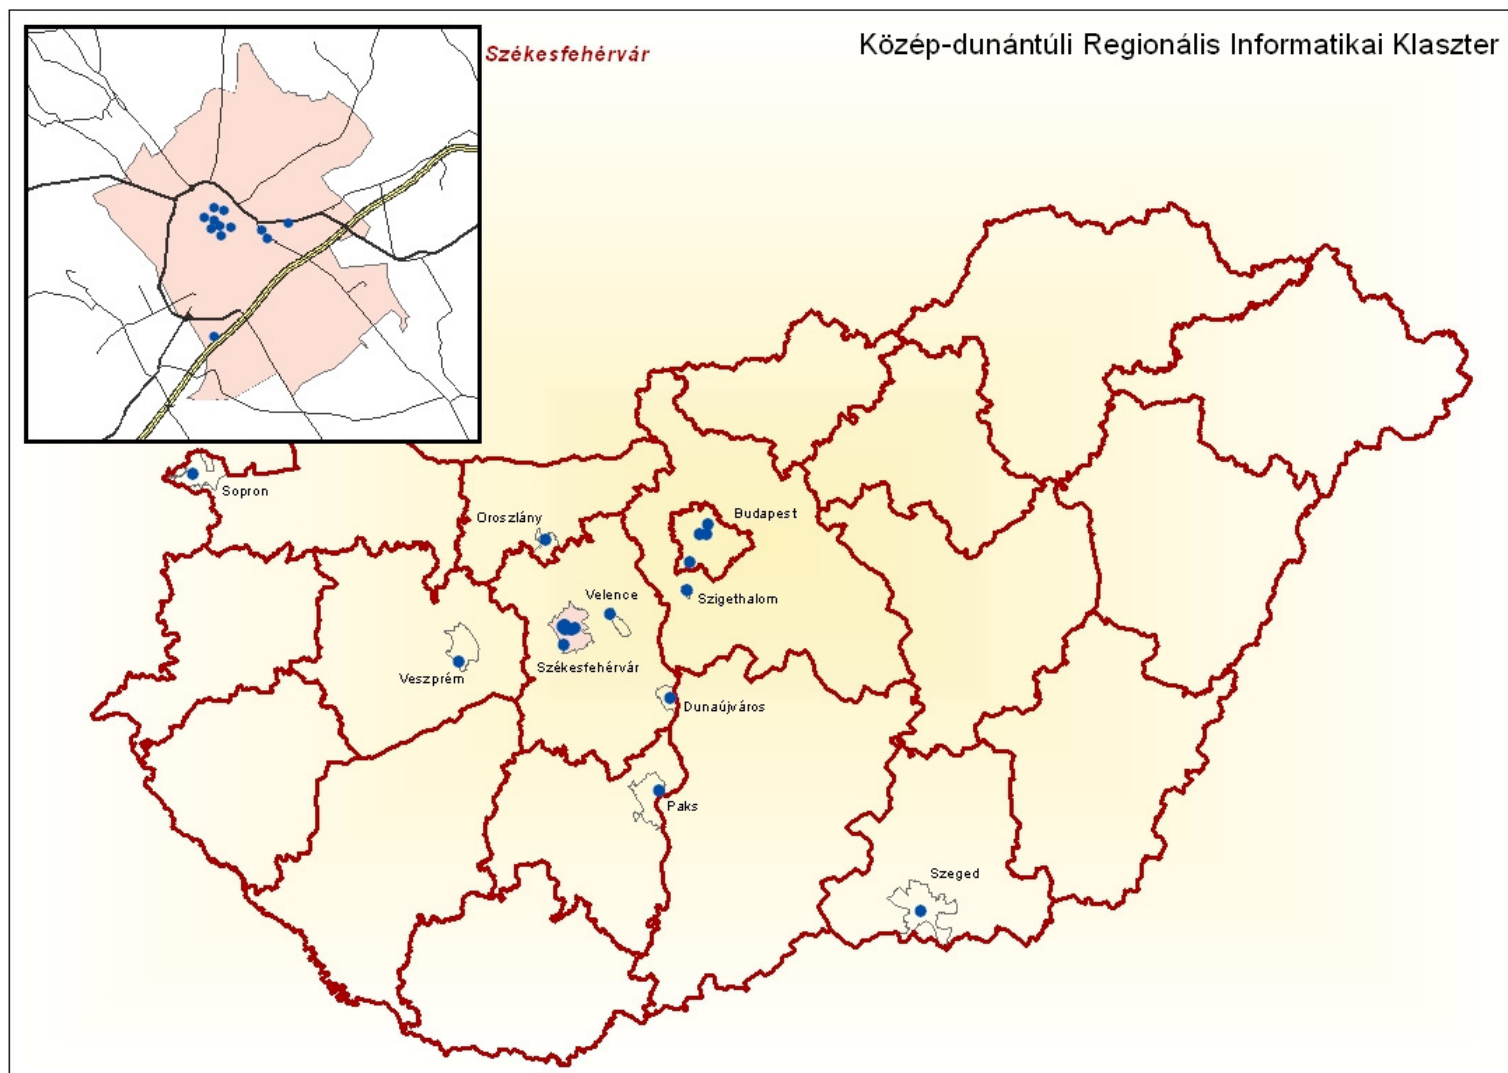 Székesfehérvár
Közép-dunántúli Regionális Informatikai Klaszter
Sopron
Oroszlány
Budapest
Velence
Szigethalom
Székesfehérvár
Veszprém
Dunaújváros
Paks
Szeged